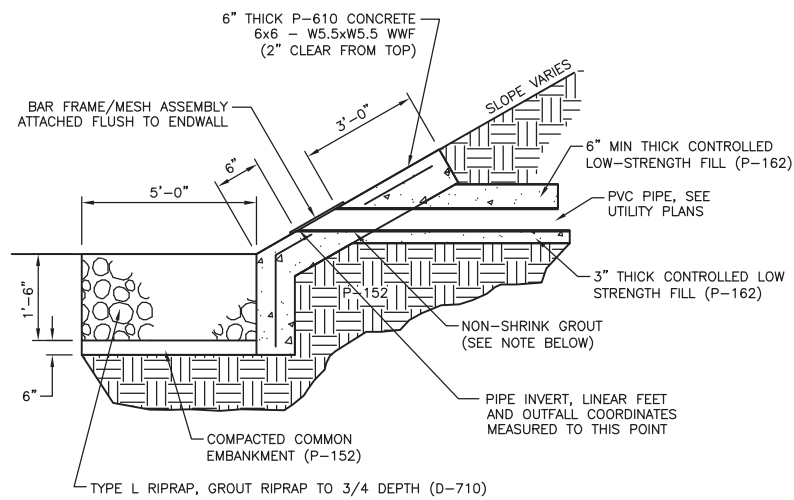 6" THICK P-610 CONCRETE
6x6 - W5.5xW5.5 WWF
(2" CLEAR FROM TOP)
SLOPE VARIES
BAR FRAME/MESH ASSEMBLY
ATTACHED FLUSH TO ENDWALL
3'-0"
6"
5'-0"
6" MIN THICK CONTROLLED
LOW-STRENGTH FILL (P-162)
PVC PIPE, SEE
UTILITY PLANS
3" THICK CONTROLLED LOW
STRENGTH FILL (P-162)
1'-6"
P-152
NON-SHRINK GROUT
(SEE NOTE BELOW)
6"
PIPE INVERT, LINEAR FEET
AND OUTFALL COORDINATES
MEASURED TO THIS POINT
COMPACTED COMMON
EMBANKMENT (P-152)
TYPE L RIPRAP, GROUT RIPRAP TO 3/4 DEPTH (D-710)